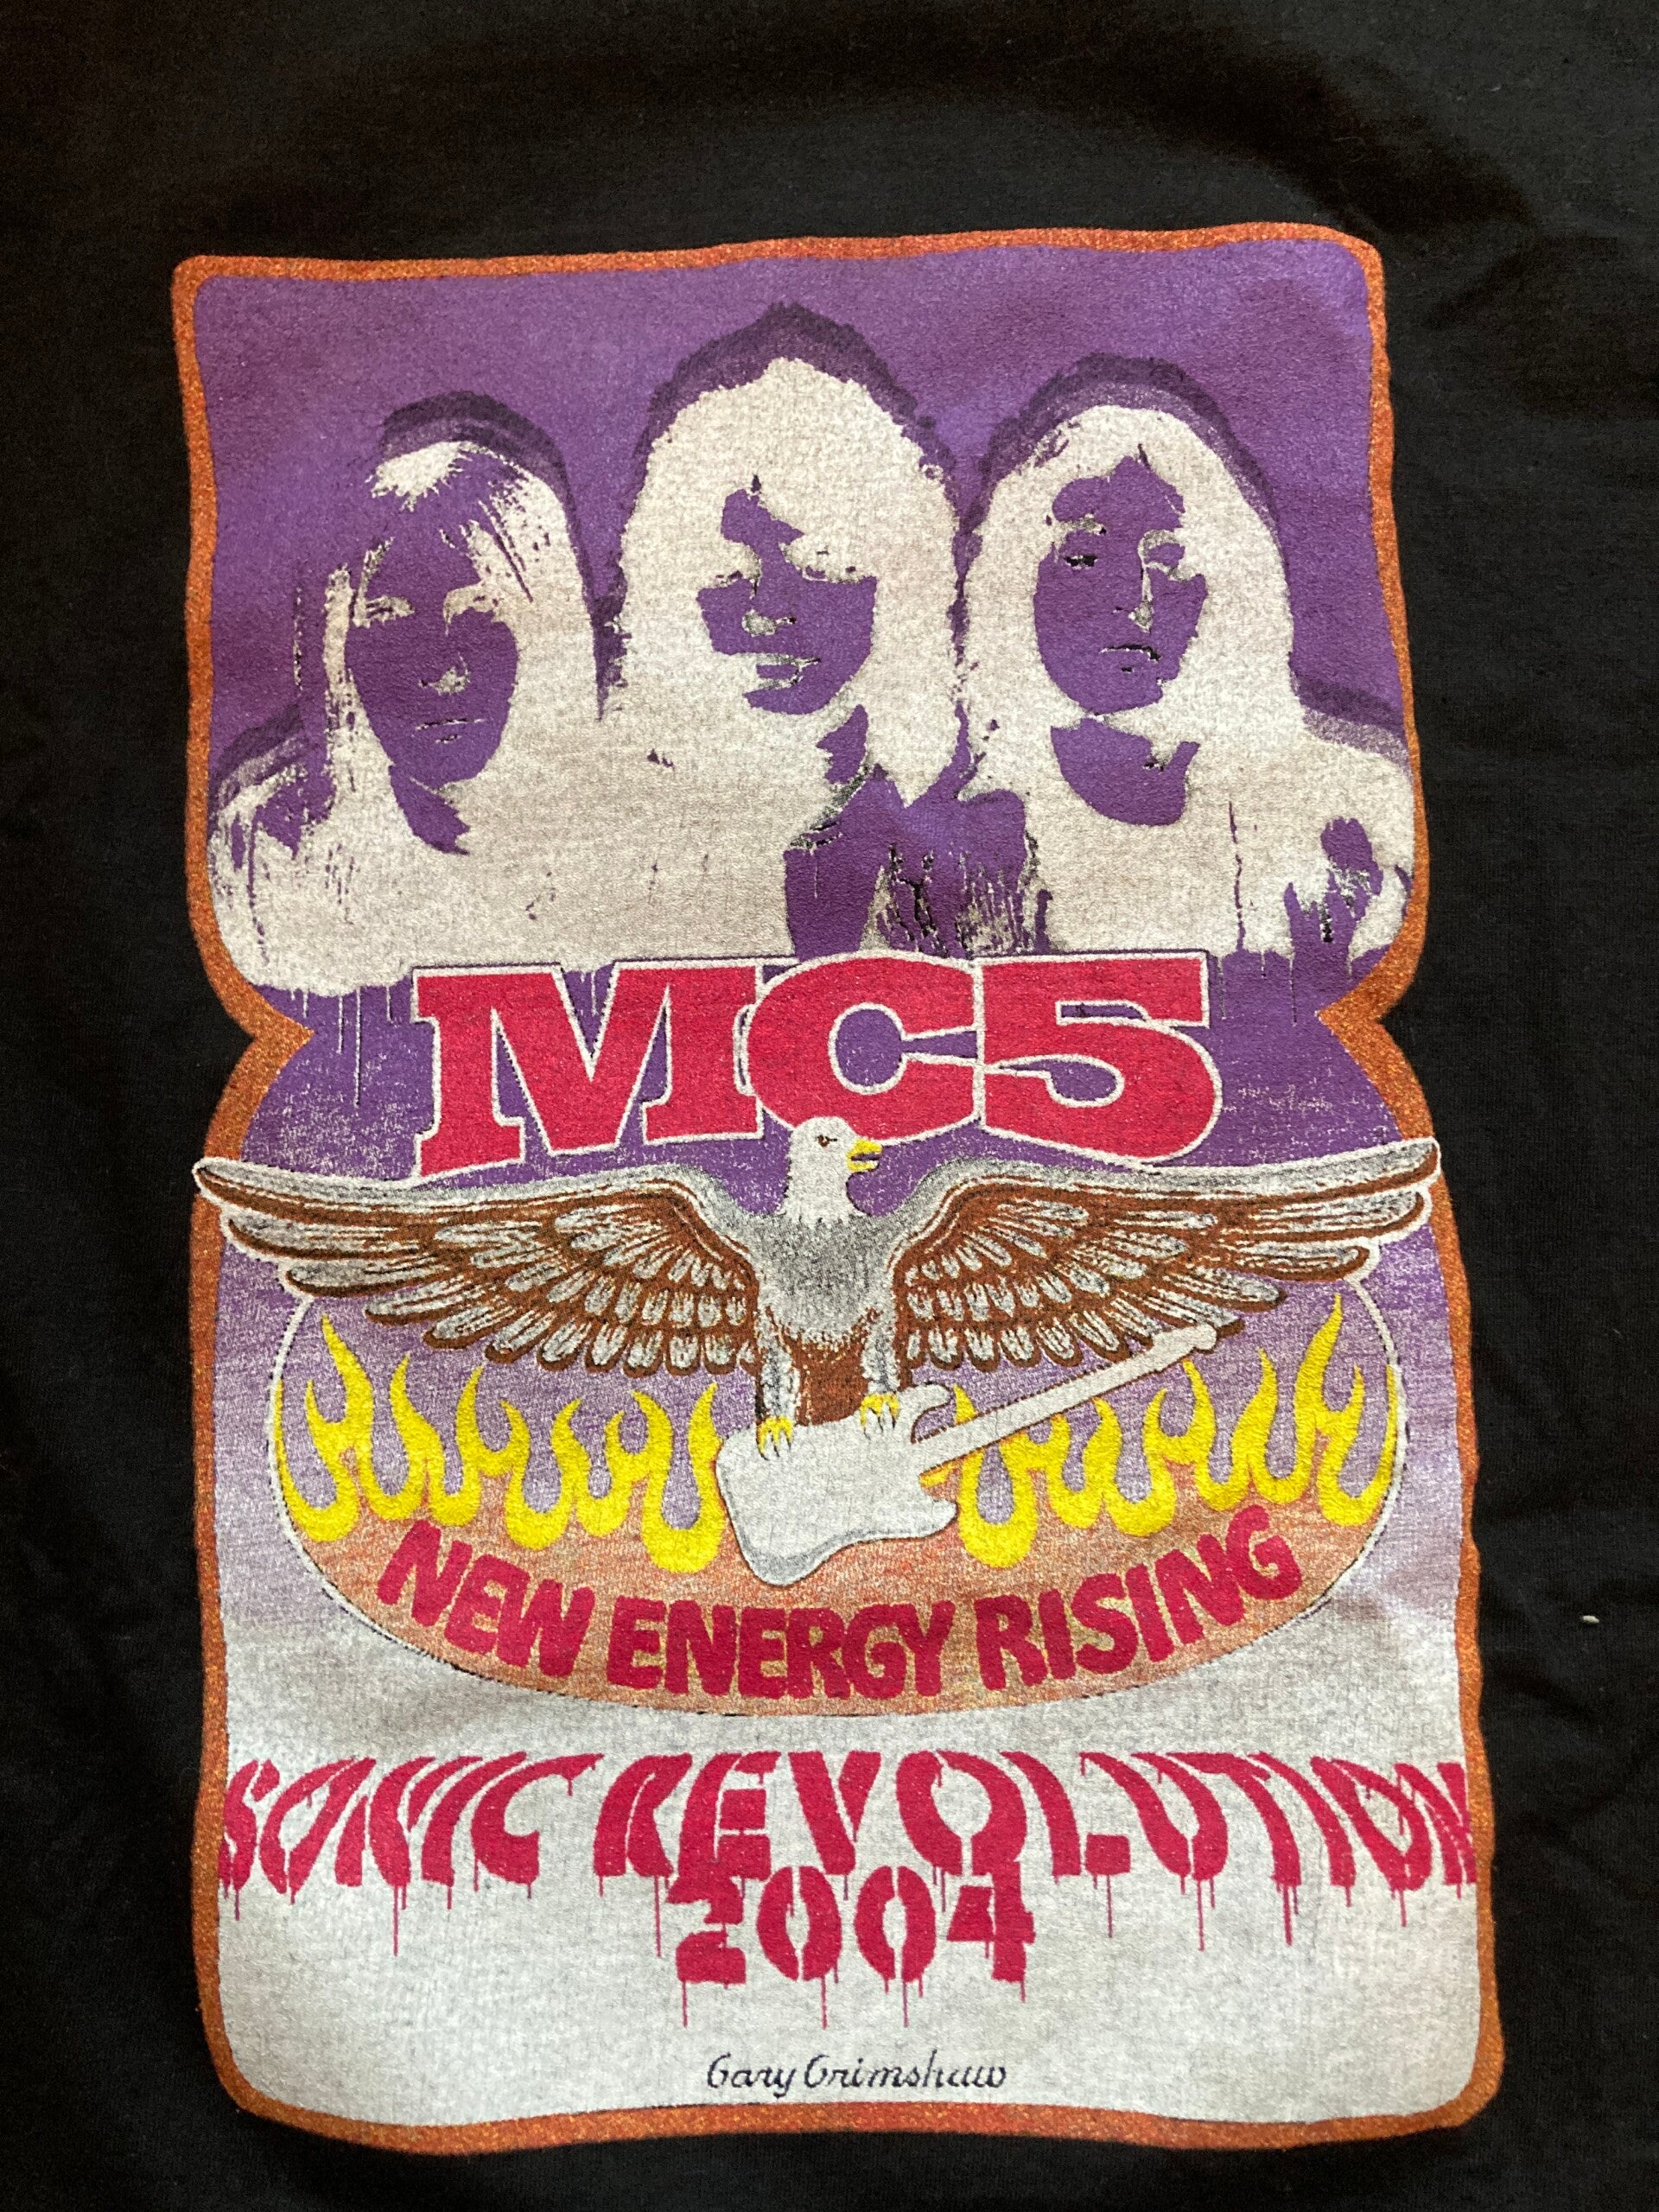 MC5
NEW ENERGY RISING
SONIC REVOLUTION
2004
Gary Grimshaw